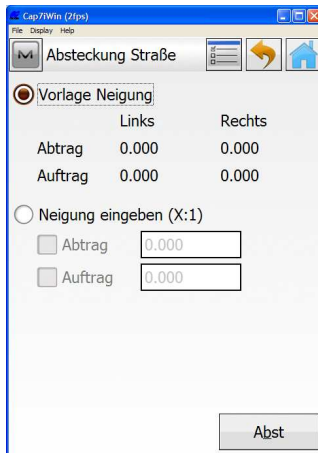 Cap7iWin (2fps)
File Display Help
M Absteckung Straße
Vorlage Neigung
Links Rechts
Abtrag 0.000 0.000
Auftrag 0.000 0.000
Neigung eingeben (X:1)
Abtrag 0.000
Auftrag 0.000
Abst